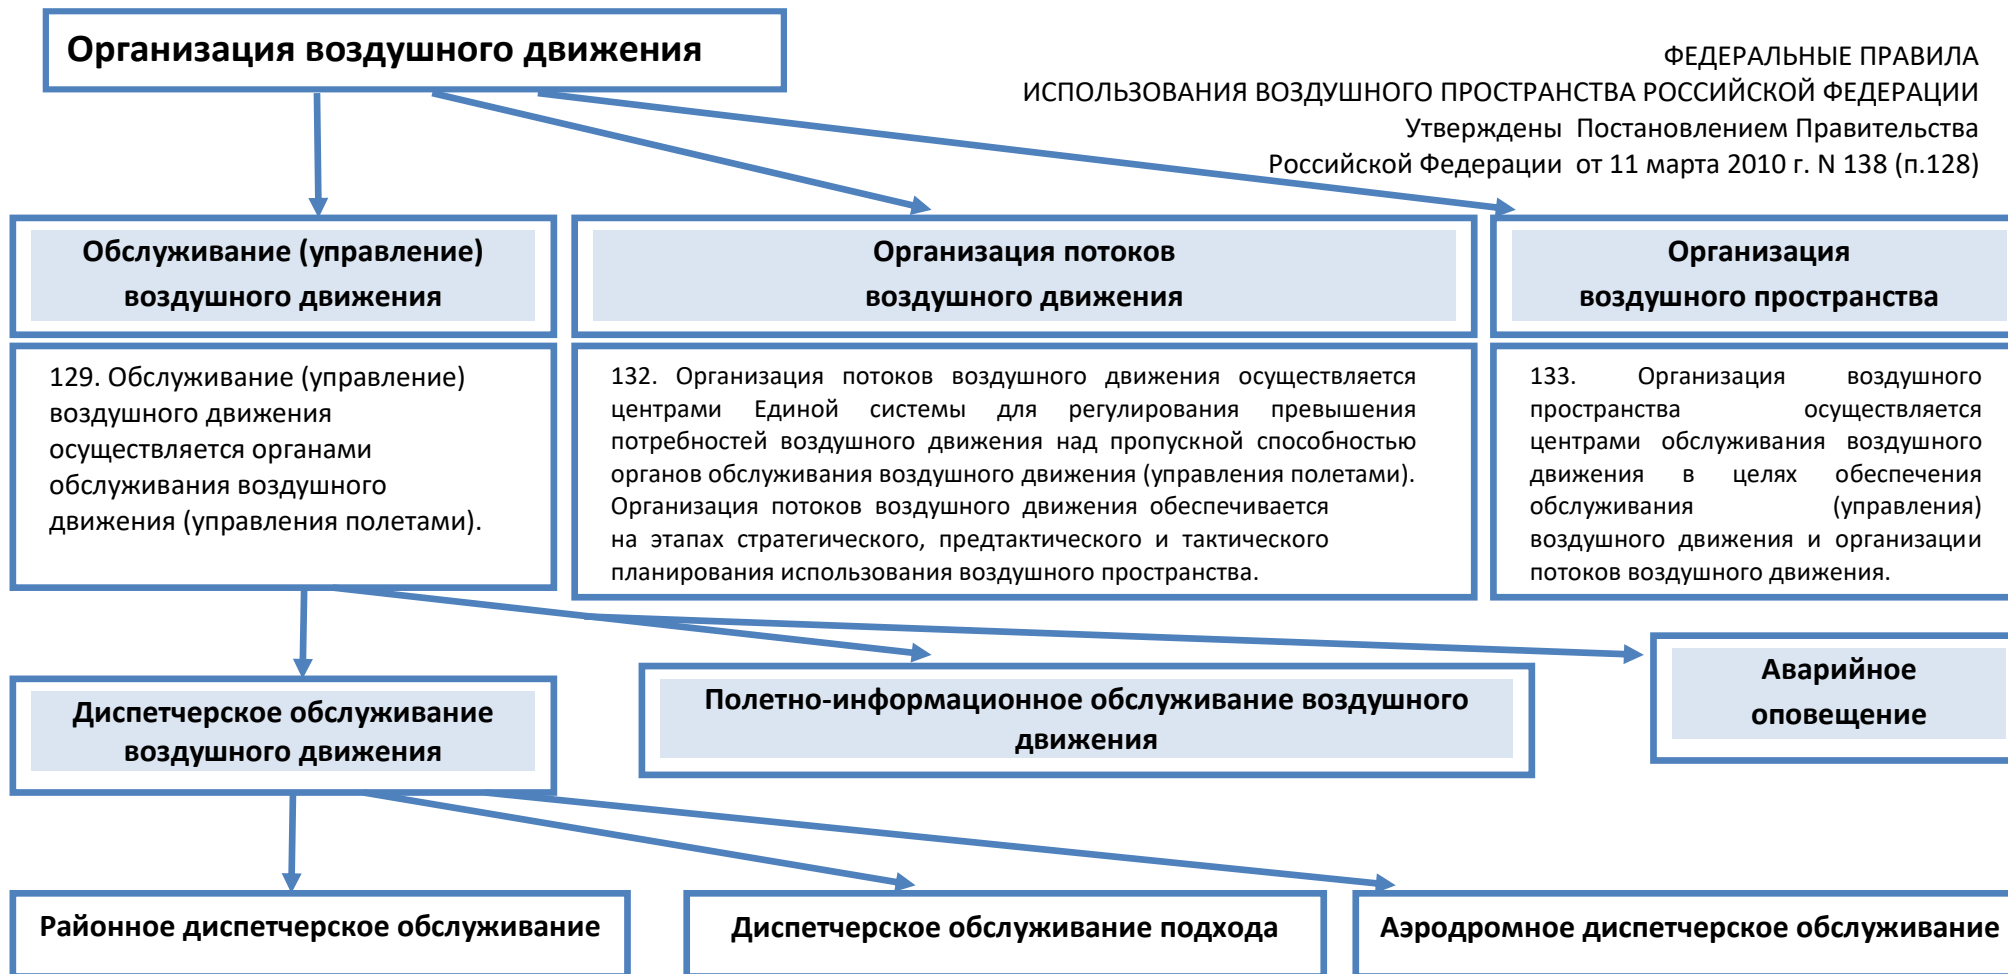 Организация воздушного движения
ФЕДЕРАЛЬНЫЕ ПРАВИЛА
ИСПОЛЬЗОВАНИЯ ВОЗДУШНОГО ПРОСТРАНСТВА РОССИЙСКОЙ ФЕДЕРАЦИИ
Утверждены Постановлением Правительства
Российской Федерации от 11 марта 2010 г. N 138 (п.128)
Обслуживание (управление)
воздушного движения
Организация потоков
воздушного движения
Организация
воздушного пространства
129. Обслуживание (управление)
воздушного движения
осуществляется органами
обслуживания воздушного
движения (управления полетами).
132. Организация потоков воздушного движения осуществляется
центрами Единой системы для регулирования превышения
потребностей воздушного движения над пропускной способностью
органов обслуживания воздушного движения (управления полетами).
Организация потоков воздушного движения обеспечивается
на этапах стратегического, предтактического и тактического
планирования использования воздушного пространства.
133. Организация воздушного
пространства осуществляется
центрами обслуживания воздушного
движения в целях обеспечения
обслуживания (управления)
воздушного движения и организации
потоков воздушного движения.
Диспетчерское обслуживание
воздушного движения
Полетно-информационное обслуживание воздушного
движения
Аварийное
оповещение
Районное диспетчерское обслуживание
Диспетчерское обслуживание подхода
Аэродромное диспетчерское обслуживание